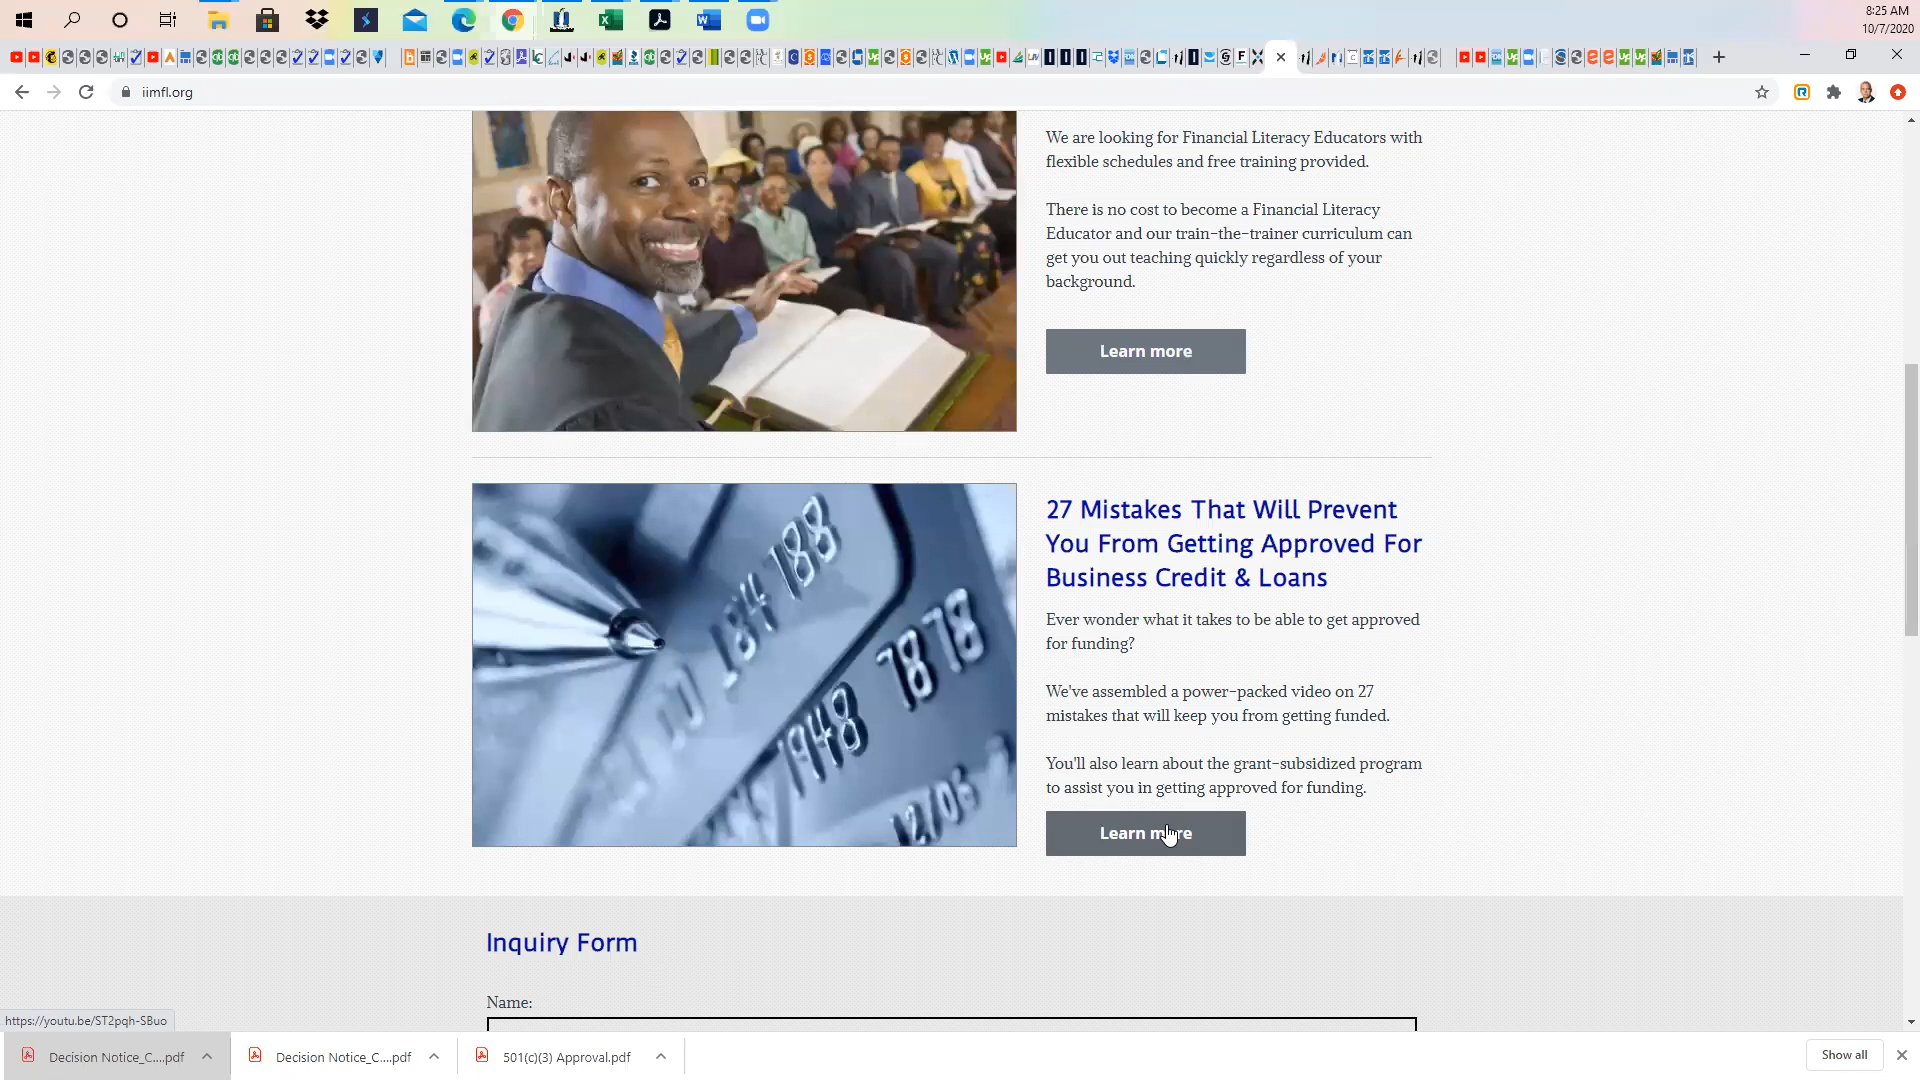 8:25 AM
10/7/2020
iimfl.org
We are looking for Financial Literacy Educators with
flexible schedules and free training provided.
There is no cost to become a Financial Literacy
Educator and our train-the-trainer curriculum can
get you out teaching quickly regardless of your
background.
Learn more
184 788
1948 7878
12/06
27 Mistakes That Will Prevent
You From Getting Approved For
Business Credit & Loans
Ever wonder what it takes to be able to get approved
for funding?
We've assembled a power-packed video on 27
mistakes that will keep you from getting funded.
You'll also learn about the grant-subsidized program
to assist you in getting approved for funding.
Learn more
Inquiry Form
Name:
https://youtu.be/ST2pqh-SBuo
Decision Notice_C....pdf
Decision Notice_C....pdf
501(c)(3) Approval.pdf
Show all